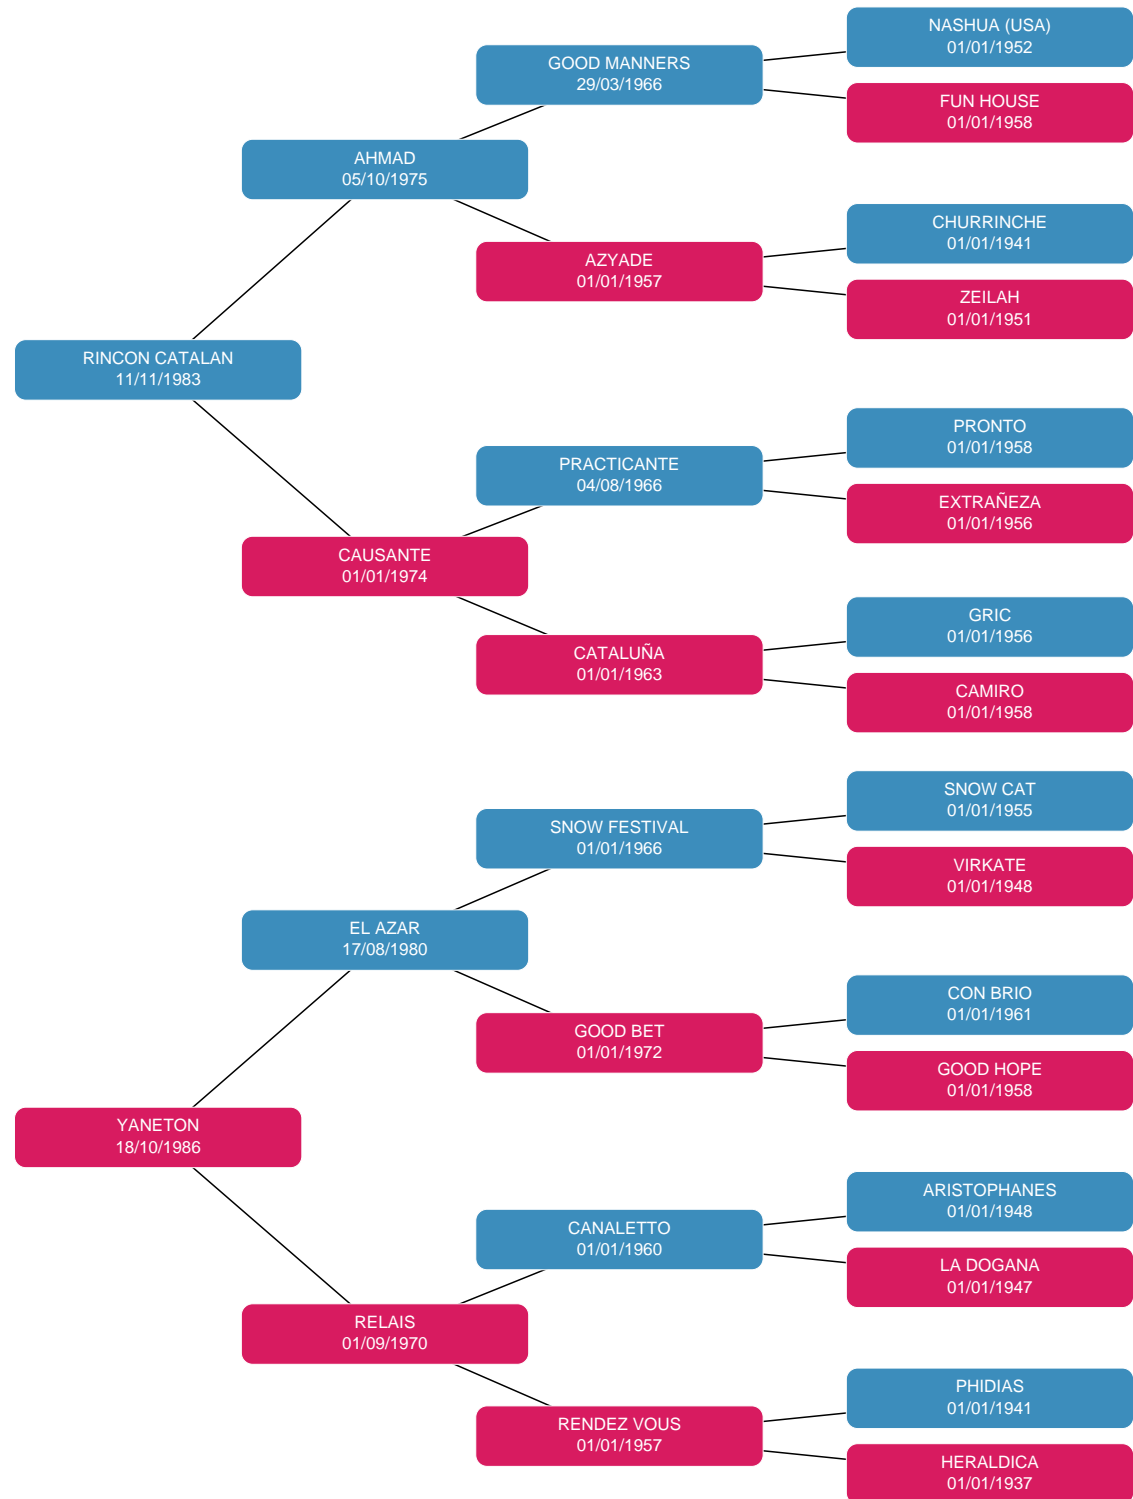 NASHUA (USA)
01/01/1952
GOOD MANNERS
29/03/1966
FUN HOUSE
01/01/1958
AHMAD
05/10/1975
CHURRINCHE
01/01/1941
AZYADE
01/01/1957
ZEILAH
01/01/1951
RINCON CATALAN
11/11/1983
PRONTO
01/01/1958
PRACTICANTE
04/08/1966
EXTRAÑEZA
01/01/1956
CAUSANTE
01/01/1974
GRIC
01/01/1956
CATALUÑA
01/01/1963
CAMIRO
01/01/1958
SNOW CAT
01/01/1955
SNOW FESTIVAL
01/01/1966
VIRKATE
01/01/1948
EL AZAR
17/08/1980
CON BRIO
01/01/1961
GOOD BET
01/01/1972
GOOD HOPE
01/01/1958
YANETON
18/10/1986
ARISTOPHANES
01/01/1948
CANALETTO
01/01/1960
LA DOGANA
01/01/1947
RELAIS
01/09/1970
PHIDIAS
01/01/1941
RENDEZ VOUS
01/01/1957
HERALDICA
01/01/1937